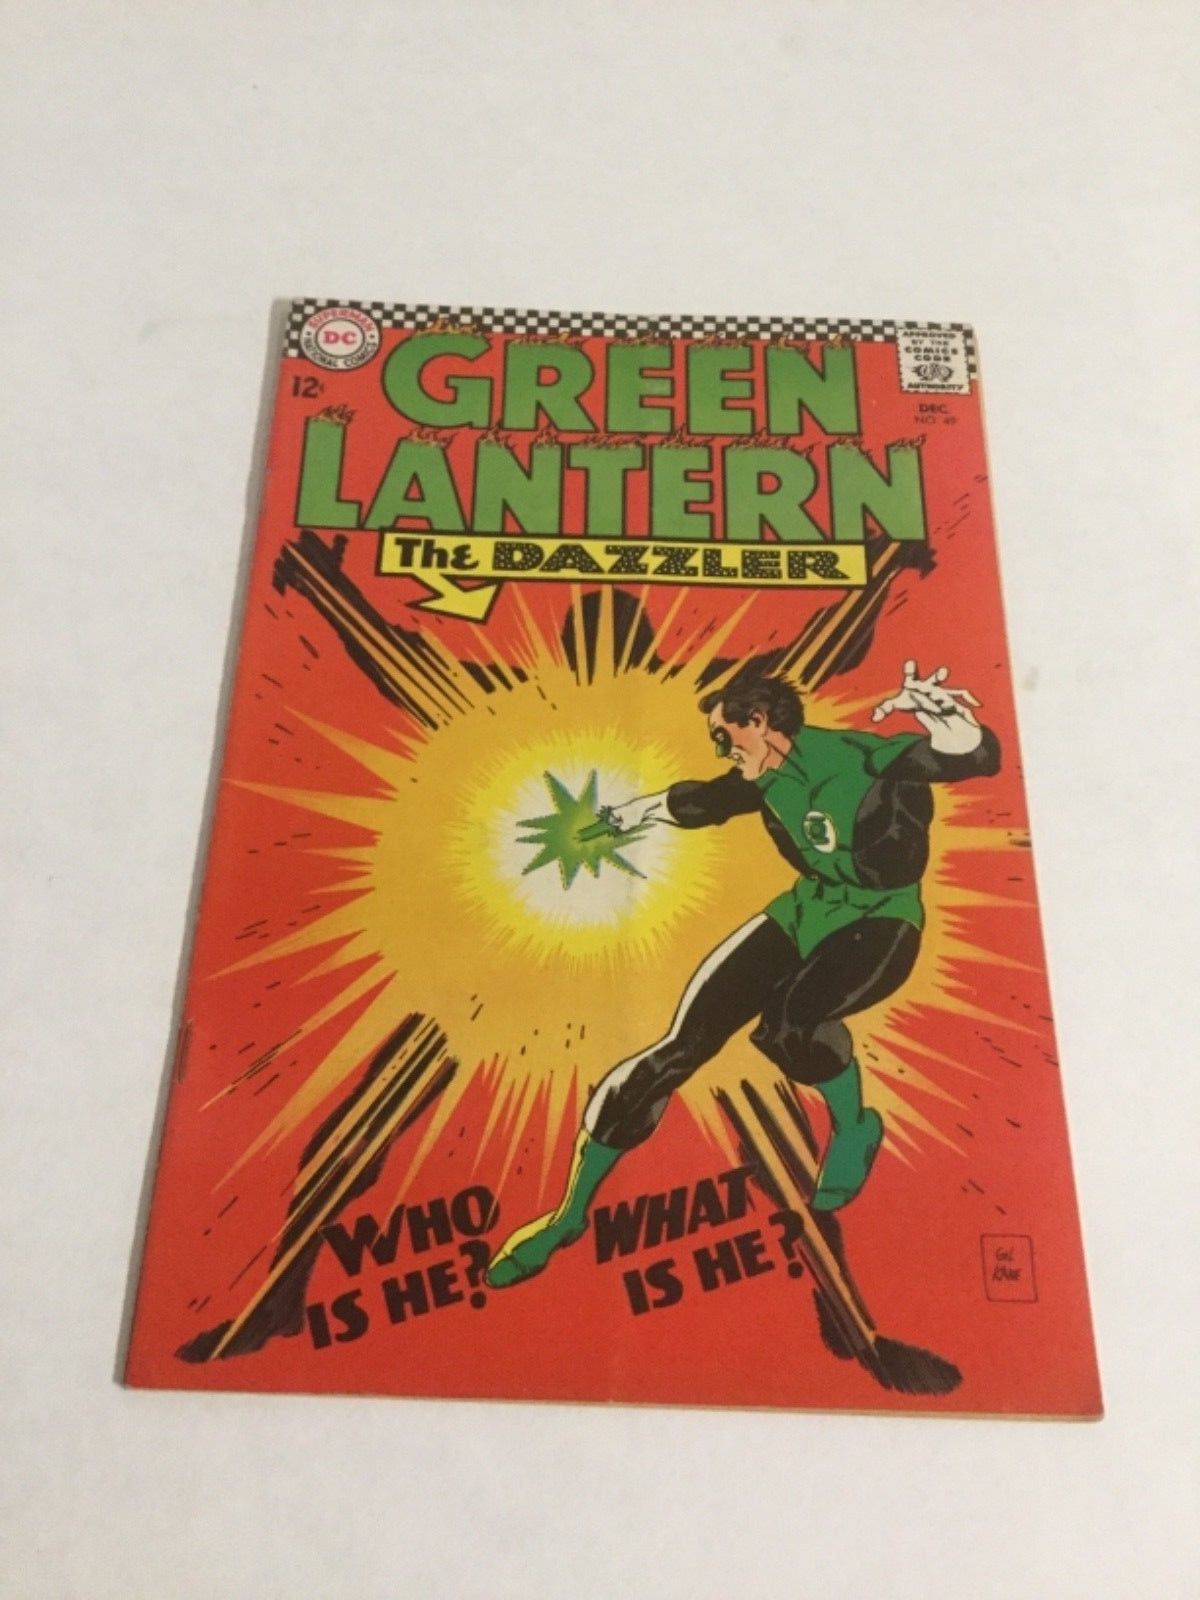 SUPERMAN
DC
NATIONAL COMICS
12¢
APPROVED
BY THE
COMICS
CODE
AUTHORITY
DEC.
NO. 49
GREEN
LANTERN
The DAZZLER
WHO
IS HE?
WHAT
IS HE?
GIL
KANE